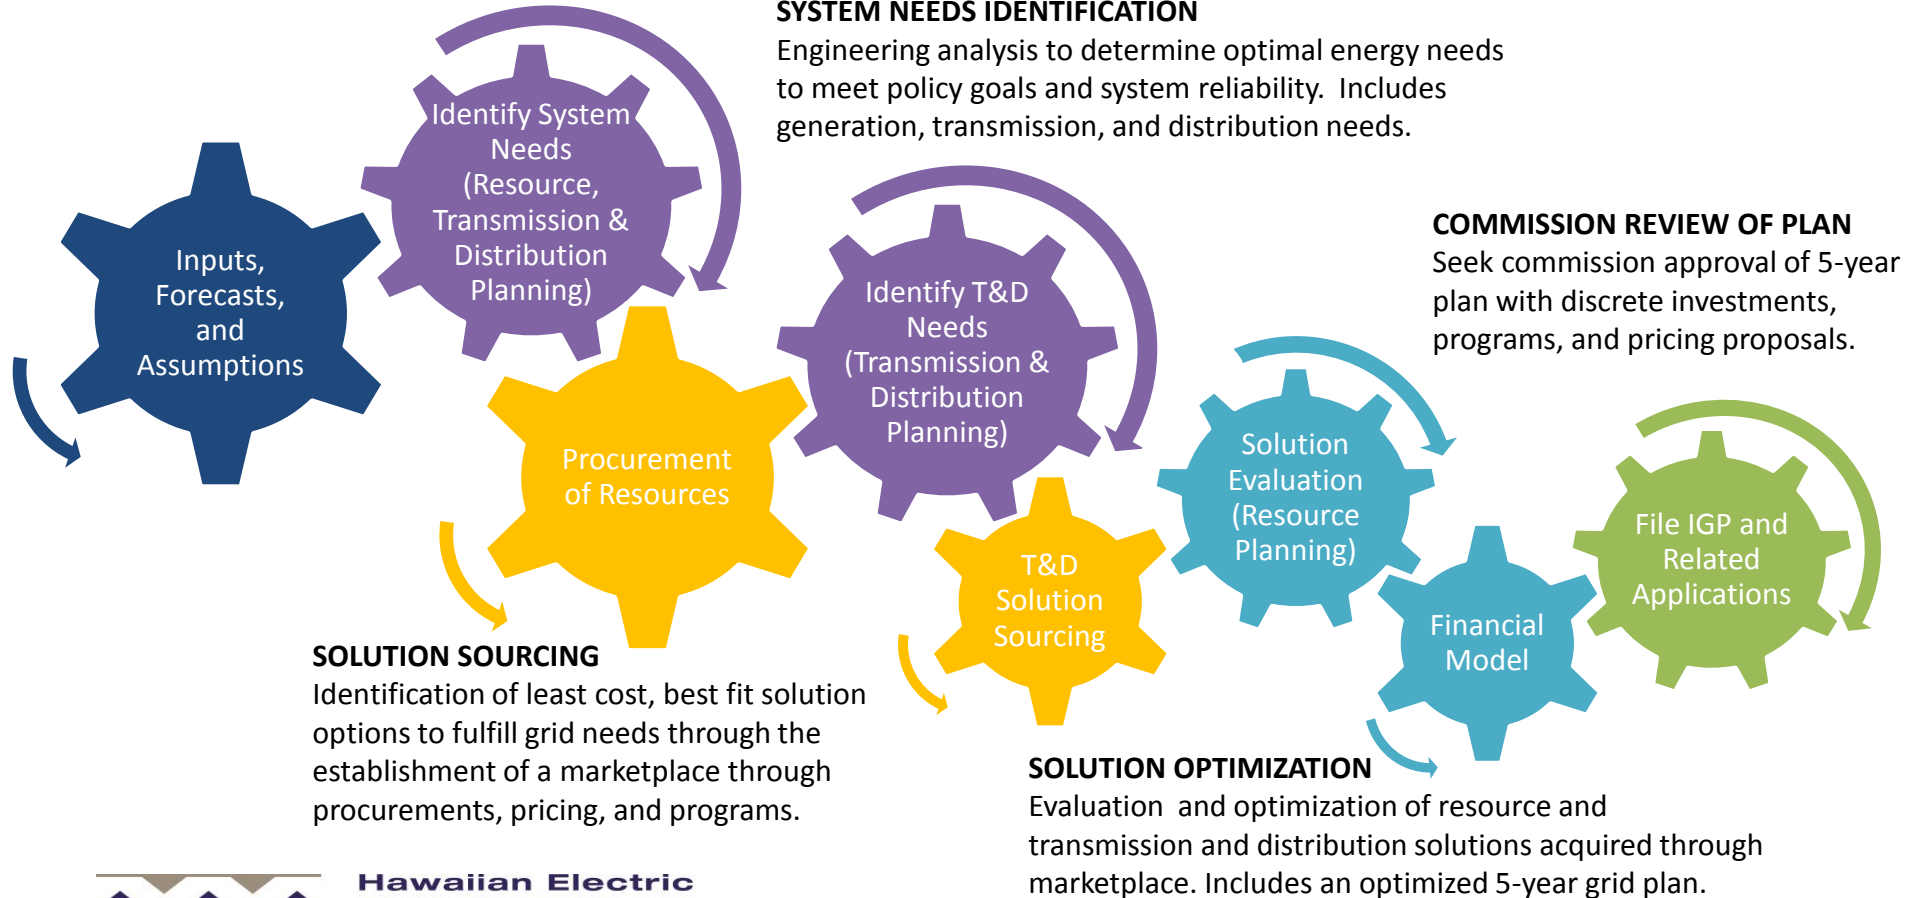 SYSTEM NEEDS IDENTIFICATION
Engineering analysis to determine optimal energy needs
to meet policy goals and system reliability.  Includes
generation, transmission, and distribution needs.
Identify System
Needs
(Resource,
Transmission &
Distribution
Planning)
Inputs,
Forecasts,
and
Assumptions
COMMISSION REVIEW OF PLAN
Seek commission approval of 5-year
plan with discrete investments,
programs, and pricing proposals.
Identify T&D
Needs
(Transmission &
Distribution
Planning)
Procurement
of Resources
Solution
Evaluation
(Resource
Planning)
File IGP and
Related
Applications
T&D
Solution
Sourcing
Financial
Model
SOLUTION SOURCING
Identification of least cost, best fit solution
options to fulfill grid needs through the
establishment of a marketplace through
procurements, pricing, and programs.
SOLUTION OPTIMIZATION
Evaluation  and optimization of resource and
transmission and distribution solutions acquired through
marketplace. Includes an optimized 5-year grid plan.
Hawaiian Electric